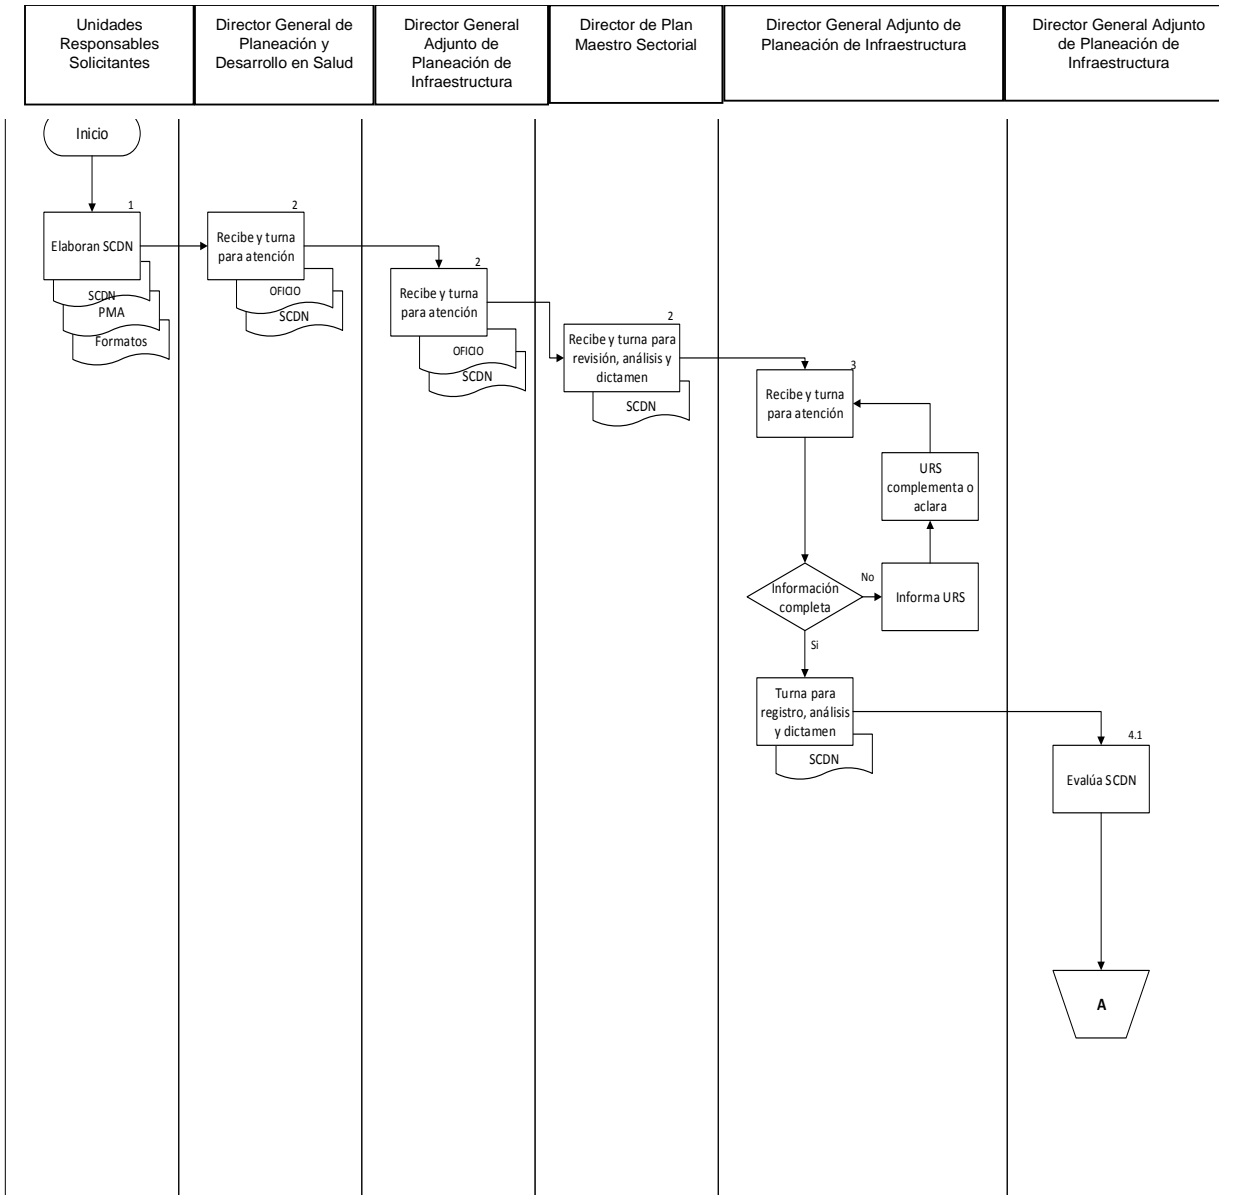 Unidades
Responsables
Solicitantes
Director General de
Planeación y
Desarrollo en Salud
Director General
Adjunto de
Planeación de
Infraestructura
Director de Plan
Maestro Sectorial
Director General Adjunto de
Planeación de Infraestructura
Director General Adjunto
de Planeación de
Infraestructura
Inicio
1
Elaboran SCDN
SCDN
PMA
Formatos
2
Recibe y turna
para atención
OFICIO
SCDN
2
Recibe y turna
para atención
OFICIO
SCDN
2
Recibe y turna para
revisión, análisis y
dictamen
SCDN
3
Recibe y turna
para atención
URS
complementa o
aclara
Información
completa
No
Informa URS
Si
Turna para
registro, análisis
y dictamen
SCDN
4.1
Evalúa SCDN
A